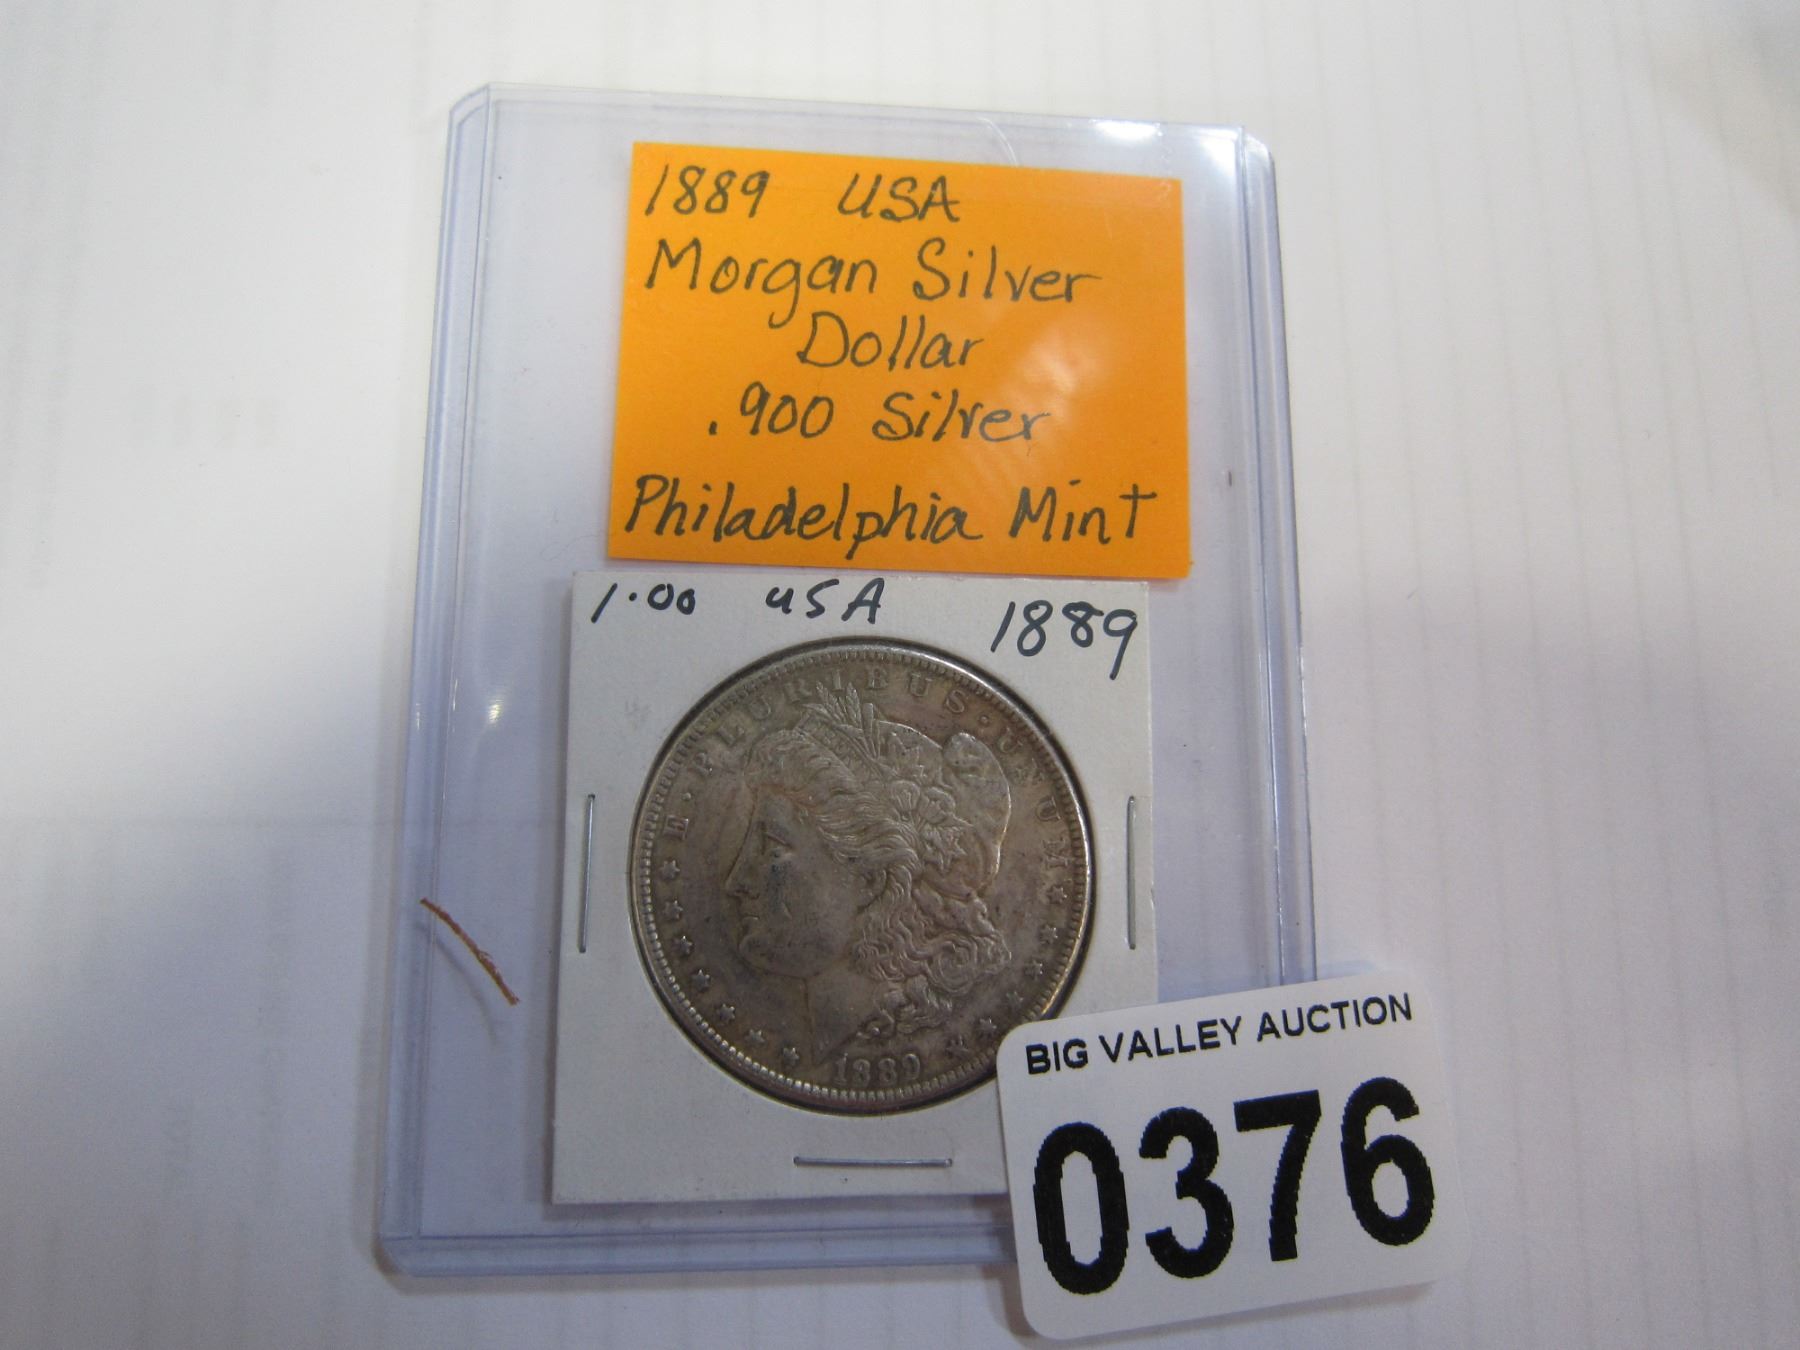 1889 USA
Morgan Silver
Dollar
.900 Silver
Philadelphia Mint
1.00 USA 1889
E · PLURIBUS · UNUM
1889
BIG VALLEY AUCTION
0376